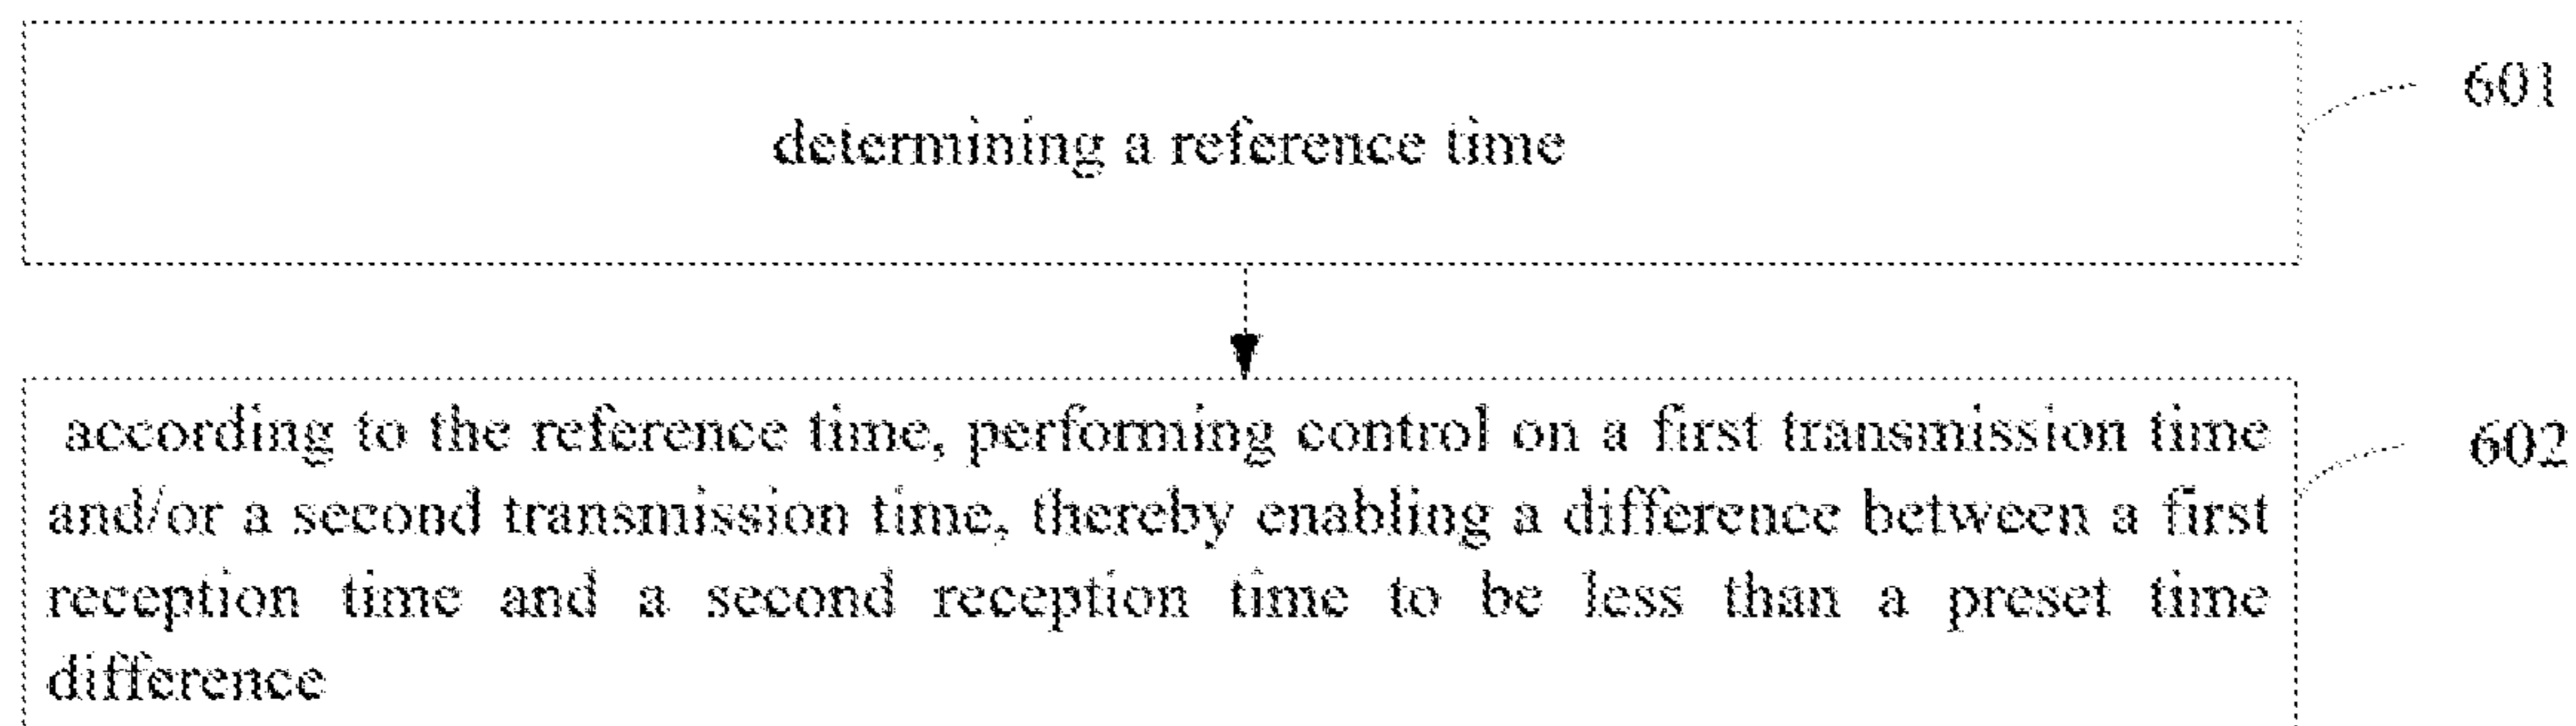 determining a reference time
601
according to the reference time, performing control on a first transmission time
and/or a second transmission time, thereby enabling a difference between a first
reception time and a second reception time to be less than a preset time
difference
602